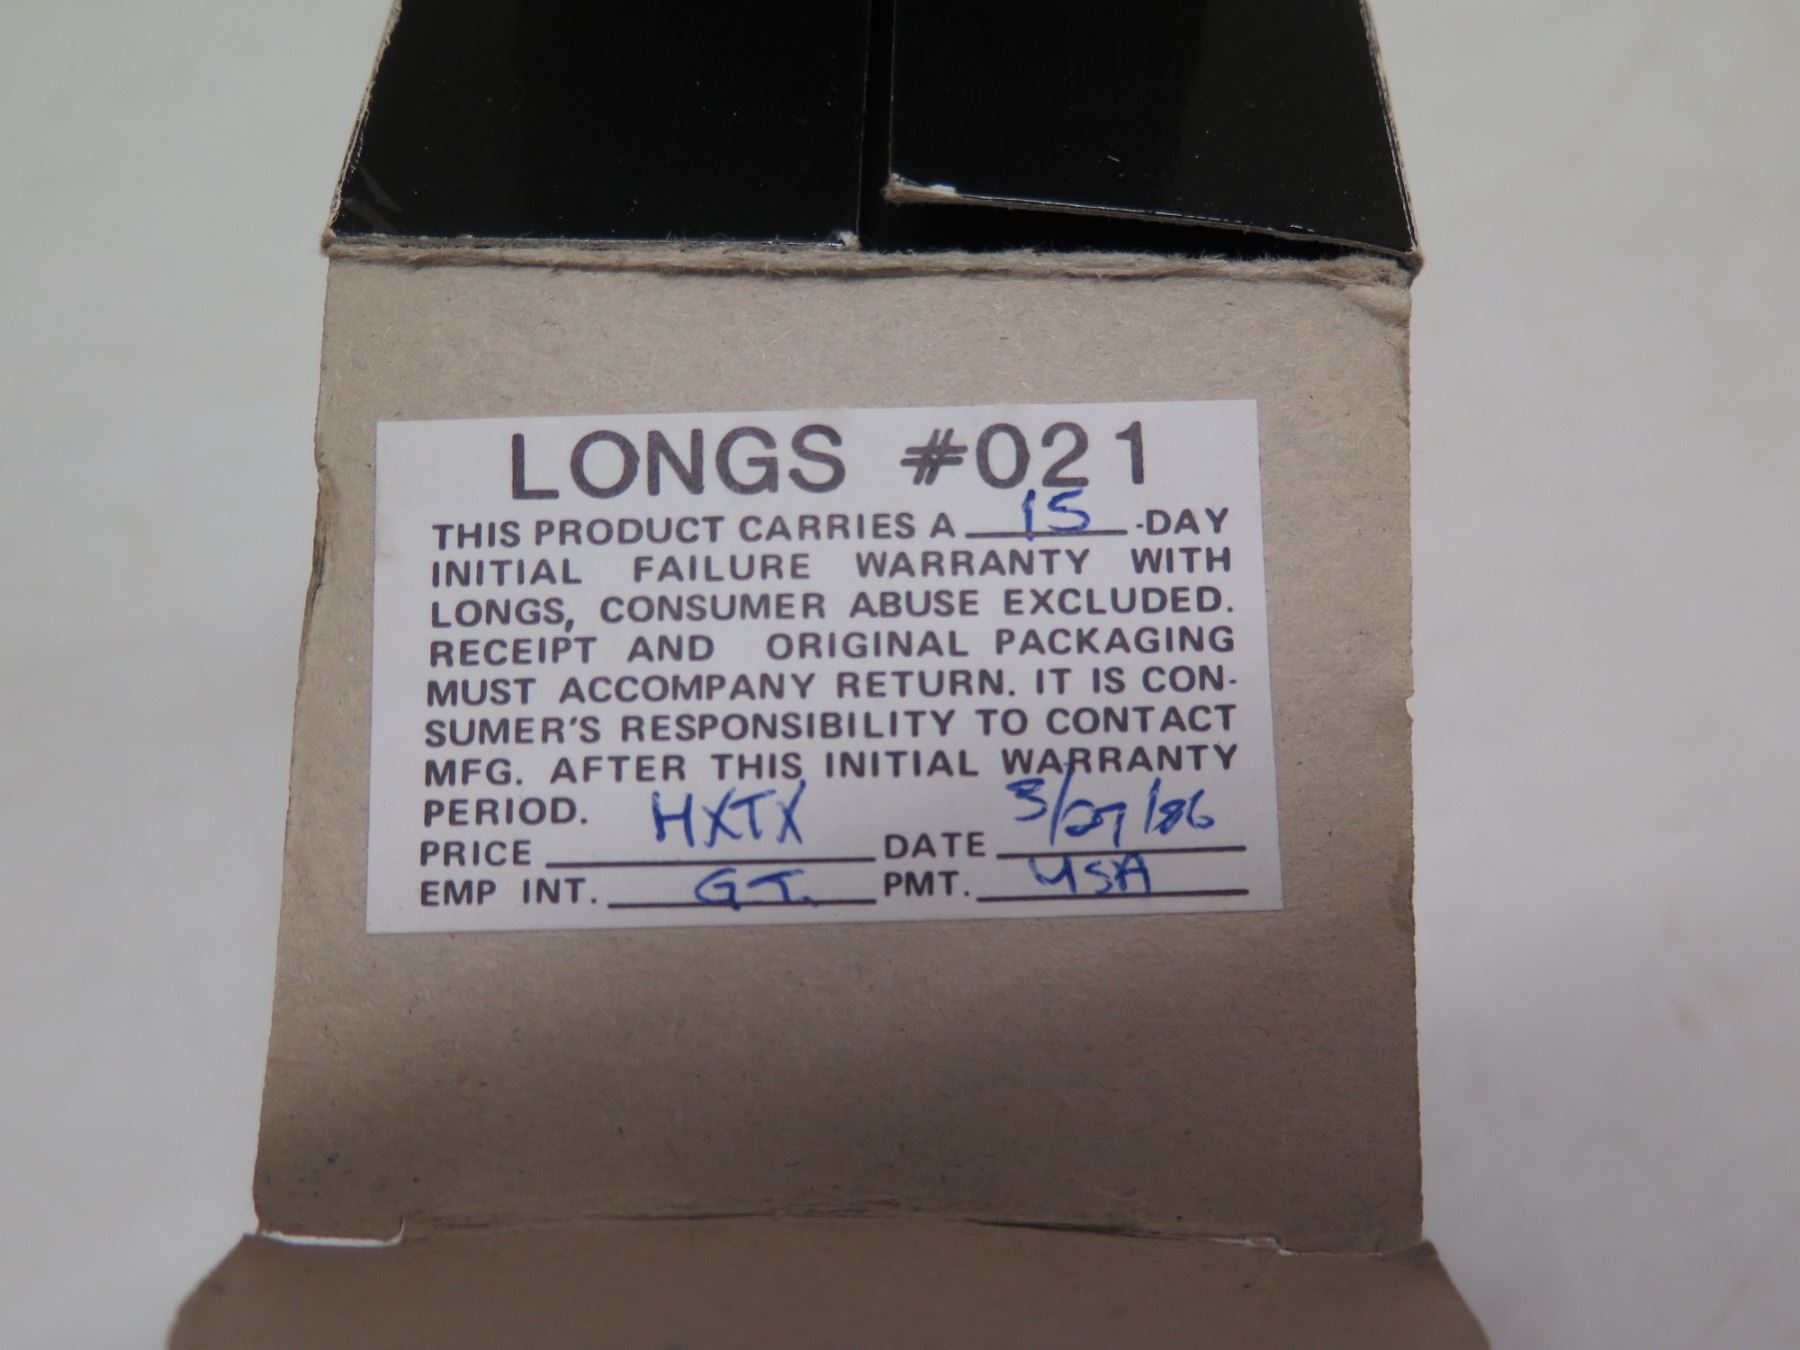 LONGS #021
THIS PRODUCT CARRIES A 15 -DAY
INITIAL FAILURE WARRANTY WITH
LONGS, CONSUMER ABUSE EXCLUDED.
RECEIPT AND ORIGINAL PACKAGING
MUST ACCOMPANY RETURN. IT IS CON-
SUMER'S RESPONSIBILITY TO CONTACT
MFG. AFTER THIS INITIAL WARRANTY
PERIOD.
PRICE HXTX DATE 3/27/86
EMP INT. G.T. PMT. USA